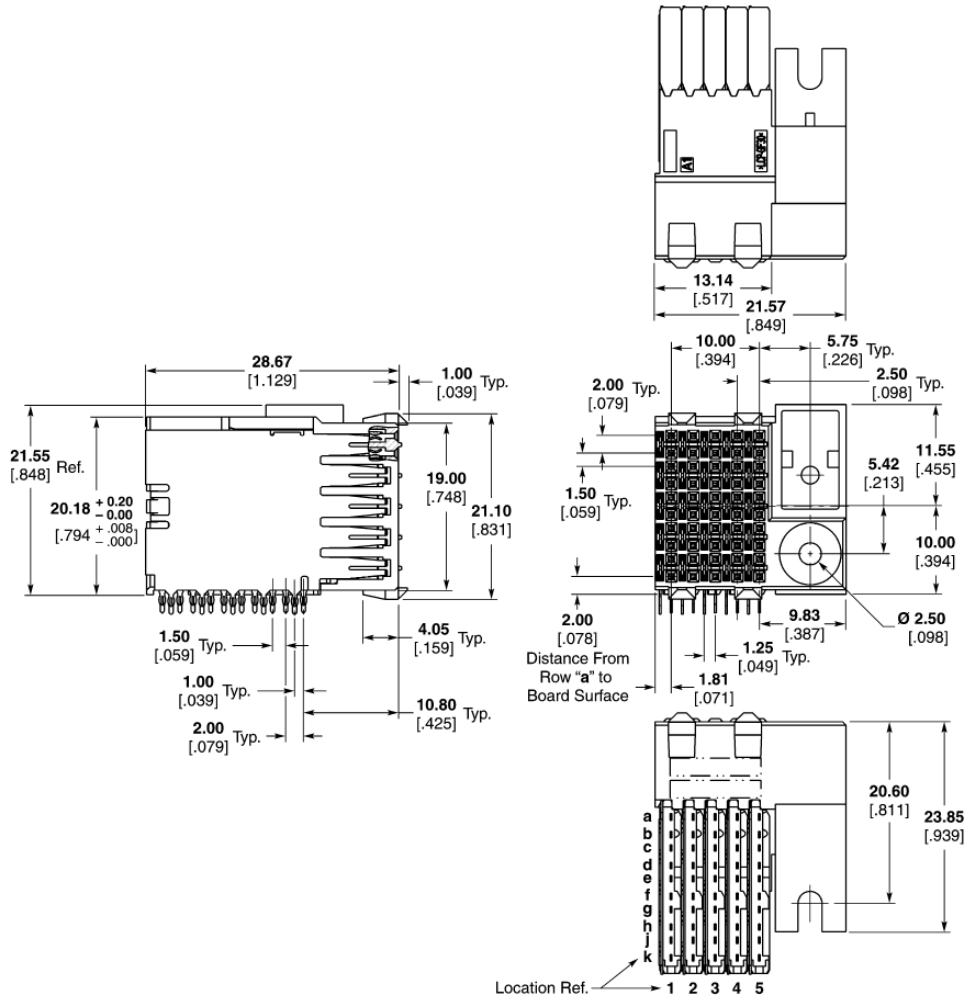 A1
>LCP-GF30<
13.14
[.517]
21.57
[.849]
28.67
[1.129]
1.00
[.039] Typ.
21.55
[.848] Ref.
20.18 + 0.20
- 0.00
[.794 + .008
- .000]
19.00
[.748]
21.10
[.831]
1.50
[.059] Typ.
4.05
[.159]
1.00
[.039] Typ.
10.80
[.425] Typ.
2.00
[.079] Typ.
10.00
[.394]
5.75
[.226] Typ.
2.00
[.079] Typ.
2.50
[.098] Typ.
11.55
[.455]
5.42
[.213]
1.50
[.059] Typ.
10.00
[.394]
9.83
[.387]
Ø 2.50
[.098]
2.00
[.078]
Distance From
Row "a" to
Board Surface
1.25
[.049] Typ.
1.81
[.071]
20.60
[.811]
23.85
[.939]
a
b
c
d
e
f
g
h
j
k
Location Ref. 1 2 3 4 5